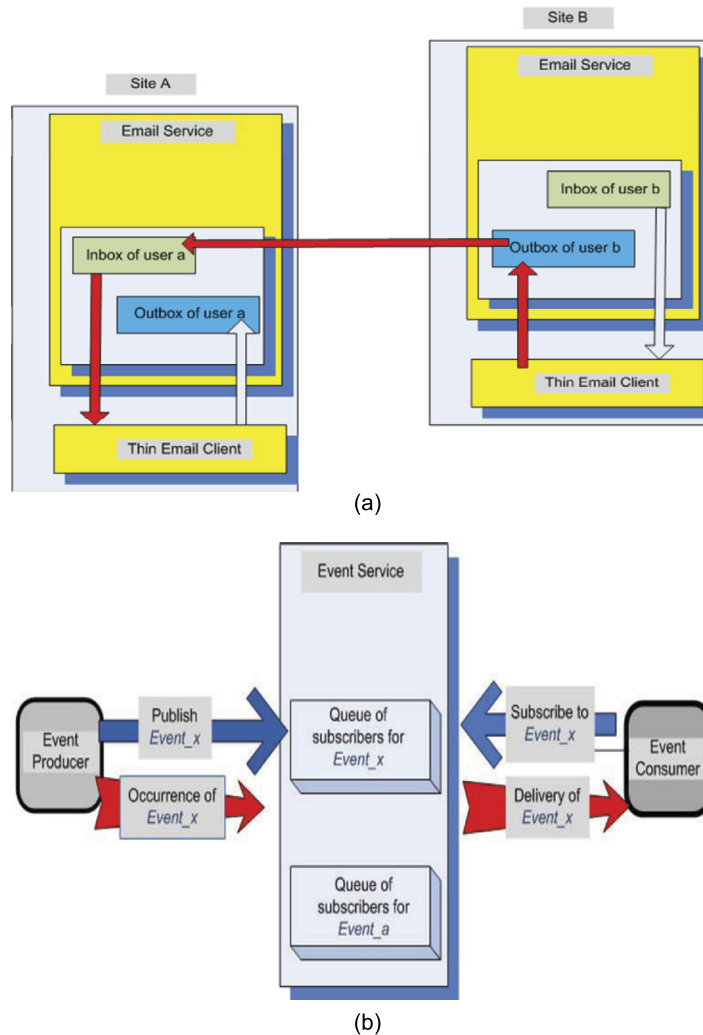 Site B
Email Service
Site A
Email Service
Inbox of user b
Inbox of user a
Outbox of user b
Outbox of user a
Thin Email Client
Thin Email Client
(a)
Event Service
Publish
Event_x
Queue of
subscribers for
Event_x
Subscribe to
Event_x
Event
Producer
Event
Consumer
Occurrence of
Event_x
Delivery of
Event_x
Queue of
subscribers for
Event_a
(b)